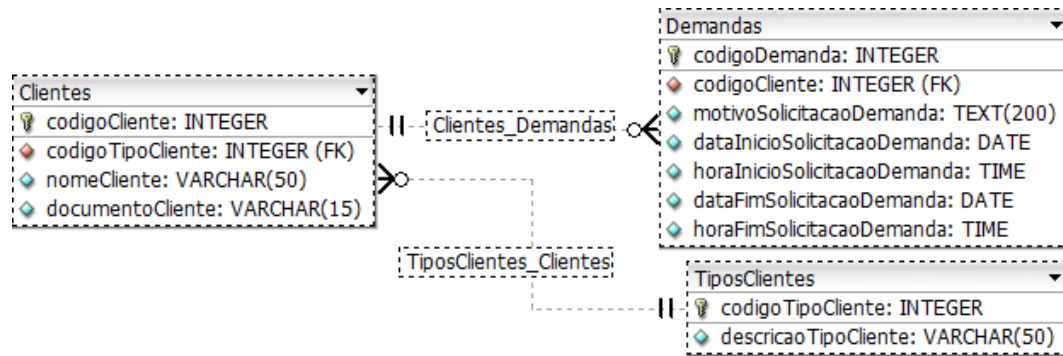 Demandas
codigoDemanda: INTEGER
codigoCliente: INTEGER (FK)
motivoSolicitacaoDemanda: TEXT(200)
dataInicioSolicitacaoDemanda: DATE
horaInicioSolicitacaoDemanda: TIME
dataFimSolicitacaoDemanda: DATE
horaFimSolicitacaoDemanda: TIME
Clientes
codigoCliente: INTEGER
codigoTipoCliente: INTEGER (FK)
nomeCliente: VARCHAR(50)
documentoCliente: VARCHAR(15)
Clientes_Demandas
TiposClientes_Clientes
TiposClientes
codigoTipoCliente: INTEGER
descricaoTipoCliente: VARCHAR(50)